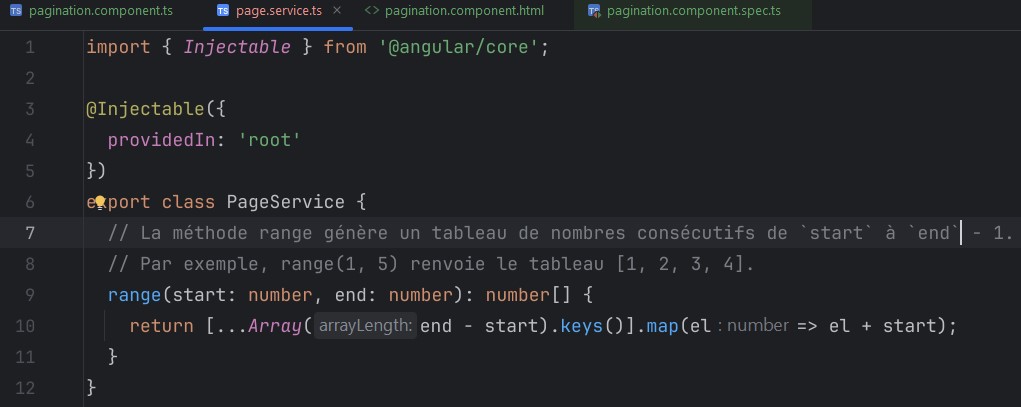 TS pagination.component.ts TS page.service.ts × <> pagination.component.html TS pagination.component.spec.ts
1 import { Injectable } from '@angular/core';
2
3 @Injectable({
4 providedIn: 'root'
5 })
6 export class PageService {
7 // La méthode range génère un tableau de nombres consécutifs de `start` à `end` - 1.
8 // Par exemple, range(1, 5) renvoie le tableau [1, 2, 3, 4].
9 range(start: number, end: number): number[] {
10 return [...Array( arrayLength: end - start).keys()].map(el : number => el + start);
11 }
12 }